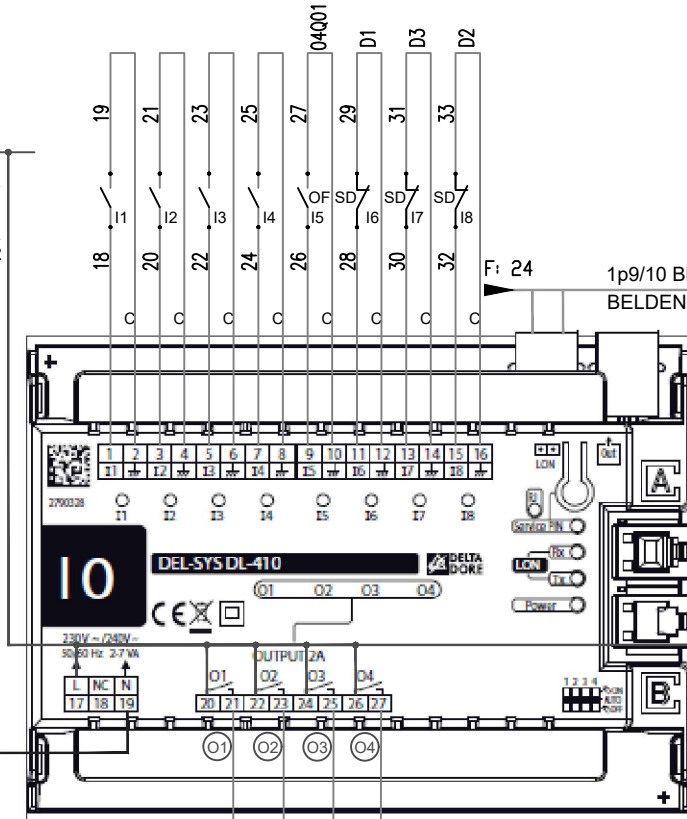 04Q01 D1 D3 D2
19 21 23 25 27 29 31 33
OF SD SD SD
I1 I2 I3 I4 I5 I6 I7 I8
18 20 22 24 26 28 30 32
F: 24
1p9/10 B
BELDEN
C C C C C C C C
1 2 3 4 5 6 7 8 9 10 11 12 13 14 15 16
I1 I2 I3 I4 I5 I6 I7 I8
LON
Out
2790328
I1 I2 I3 I4 I5 I6 I7 I8
A
Service PIN
IO
DEL-SYS DL-410
DELTA DORE
LON
Rx
Tx
O1 O2 O3 O4
CE
Power
230V ~ /240V ~
50/60 Hz 2-7 VA
OUTPUT 2A
L NC N
17 18 19
O1 O2 O3 O4
20 21 22 23 24 25 26 27
1 2 3 4
ON
AUTO
OFF
B
O1 O2 O3 O4